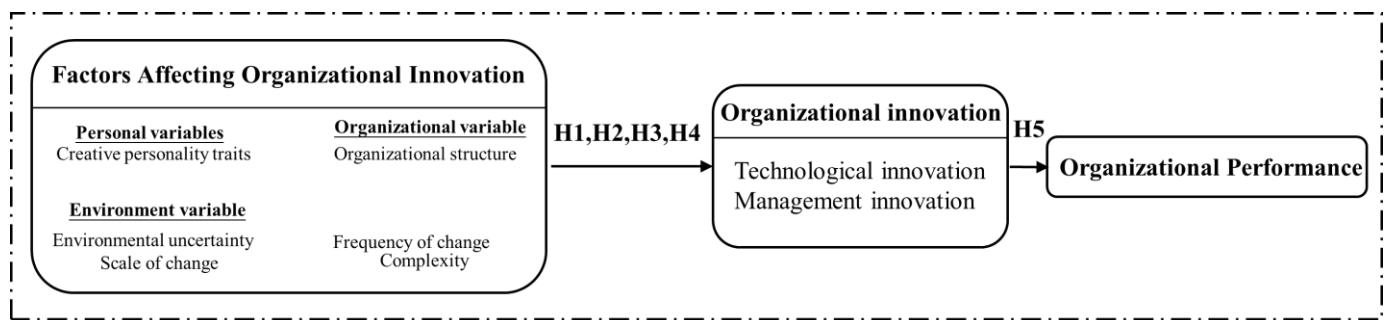 Factors Affecting Organizational Innovation
Personal variables
Creative personality traits
Organizational variable
Organizational structure
Environment variable
Environmental uncertainty
Scale of change
Frequency of change
Complexity
H1,H2,H3,H4
Organizational innovation
Technological innovation
Management innovation
H5
Organizational Performance